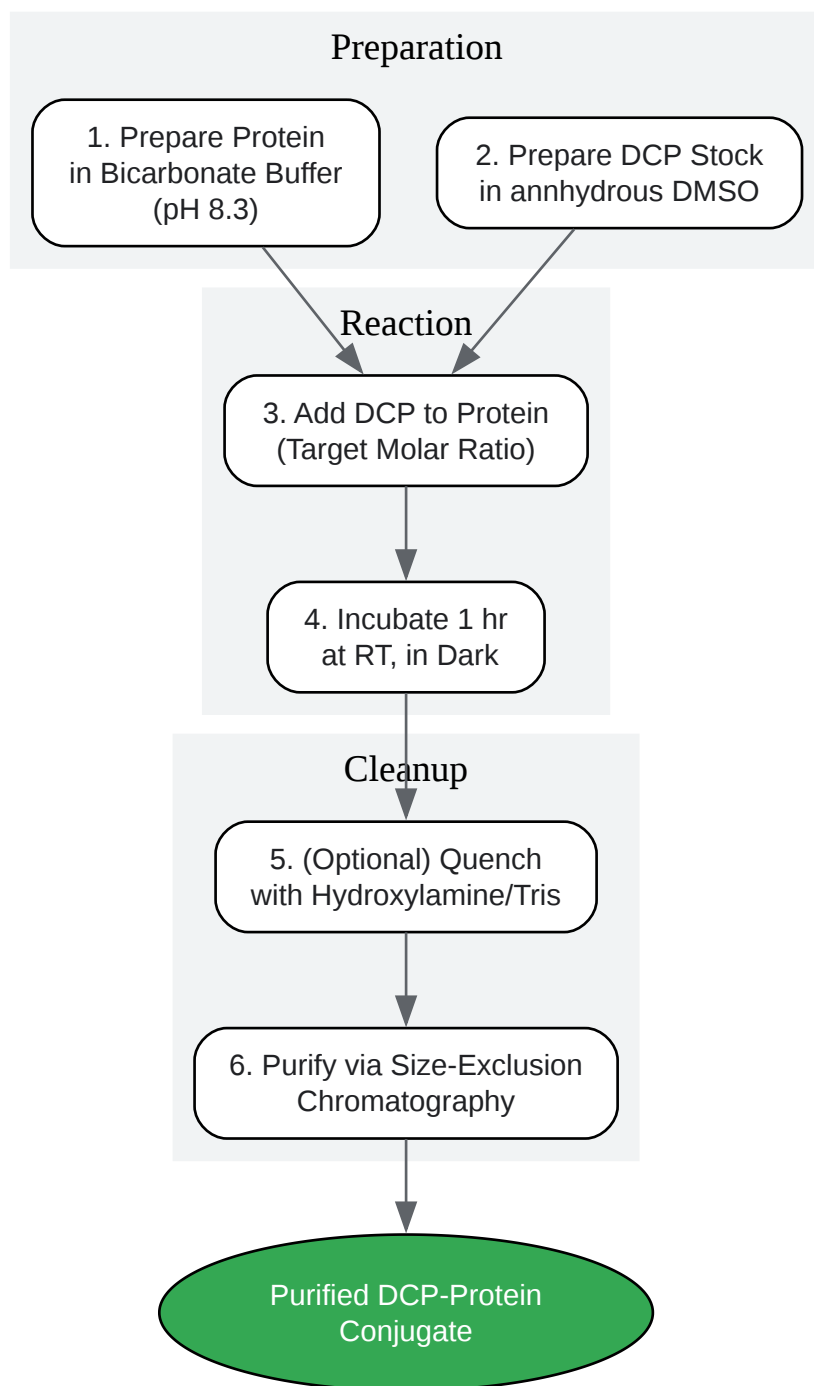 Preparation
1. Prepare Protein
in Bicarbonate Buffer
(pH 8.3)
2. Prepare DCP Stock
in annhydrous DMSO
Reaction
3. Add DCP to Protein
(Target Molar Ratio)
4. Incubate 1 hr
at RT, in Dark
Cleanup
5. (Optional) Quench
with Hydroxylamine/Tris
6. Purify via Size-Exclusion
Chromatography
Purified DCP-Protein
Conjugate